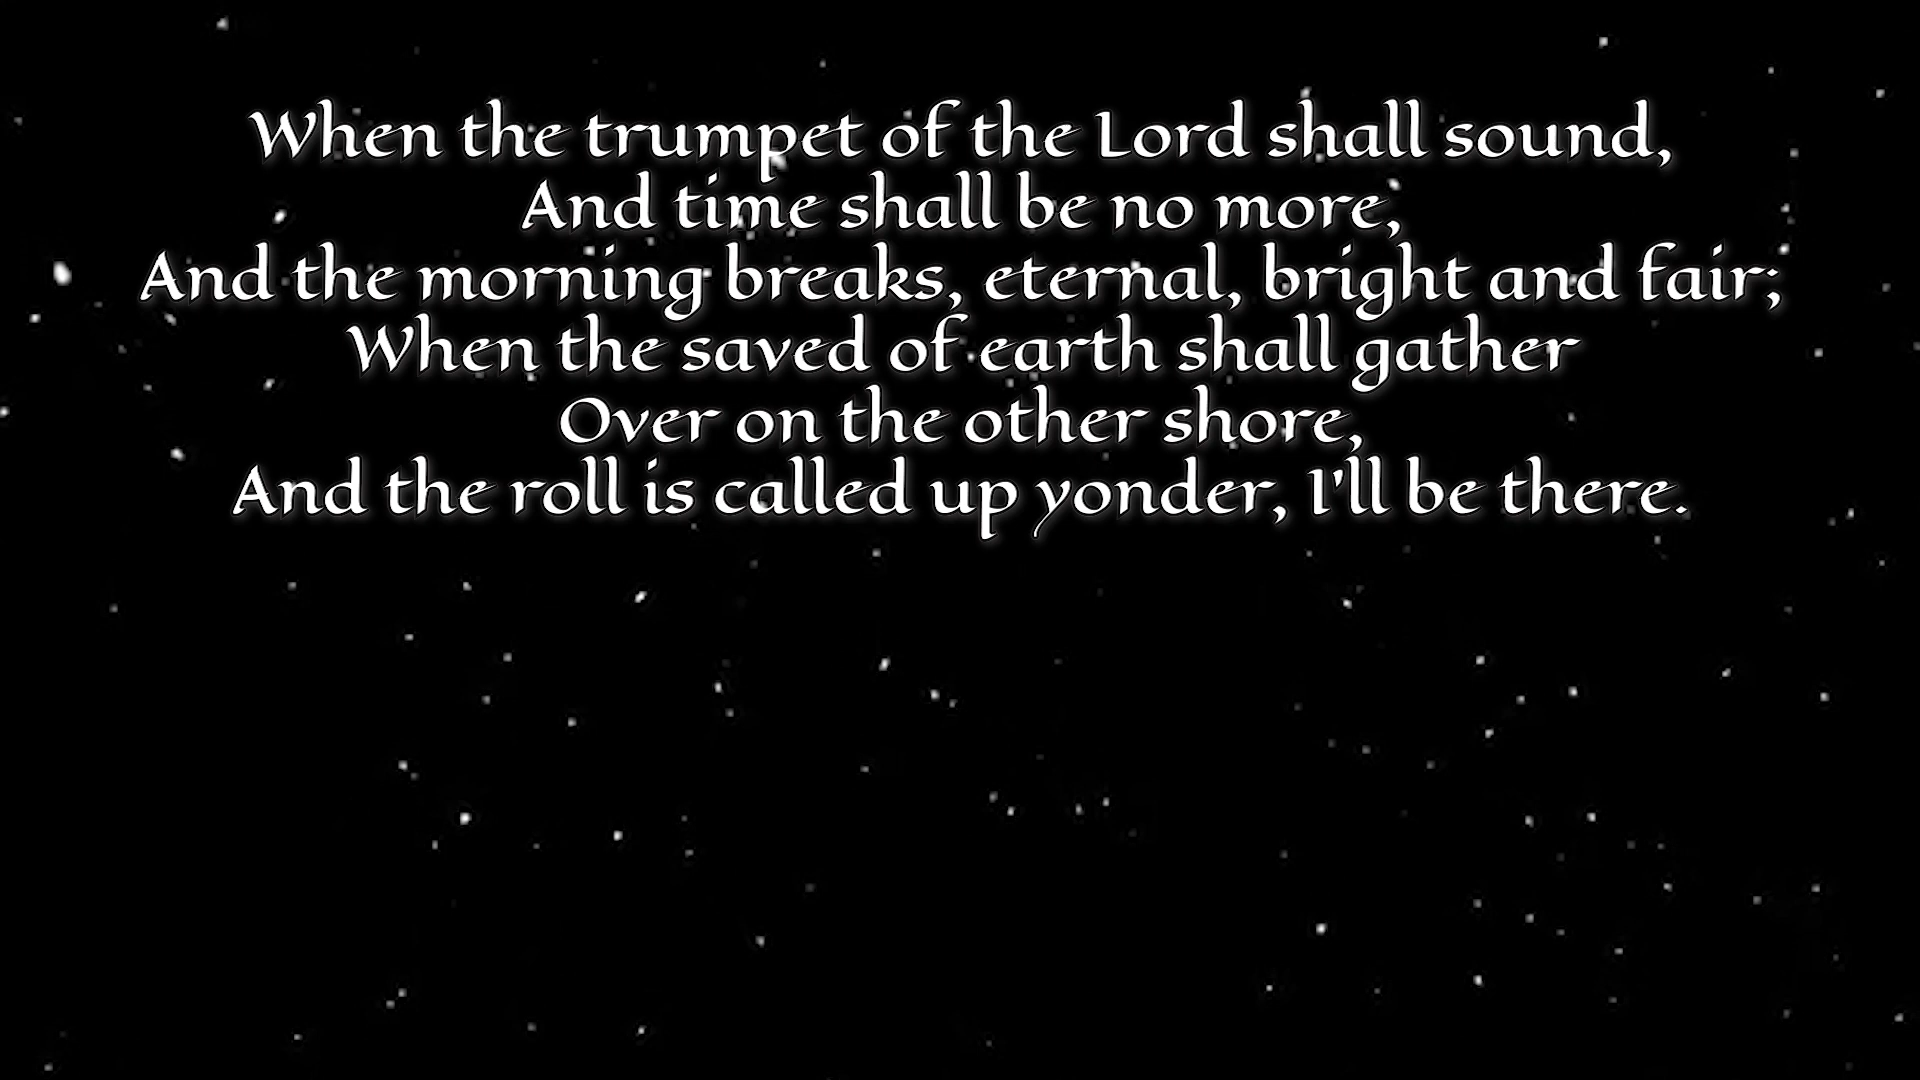 When the trumpet of the Lord shall sound,
And time shall be no more,
And the morning breaks, eternal, bright and fair;
When the saved of earth shall gather
Over on the other shore,
And the roll is called up yonder, I'll be there.